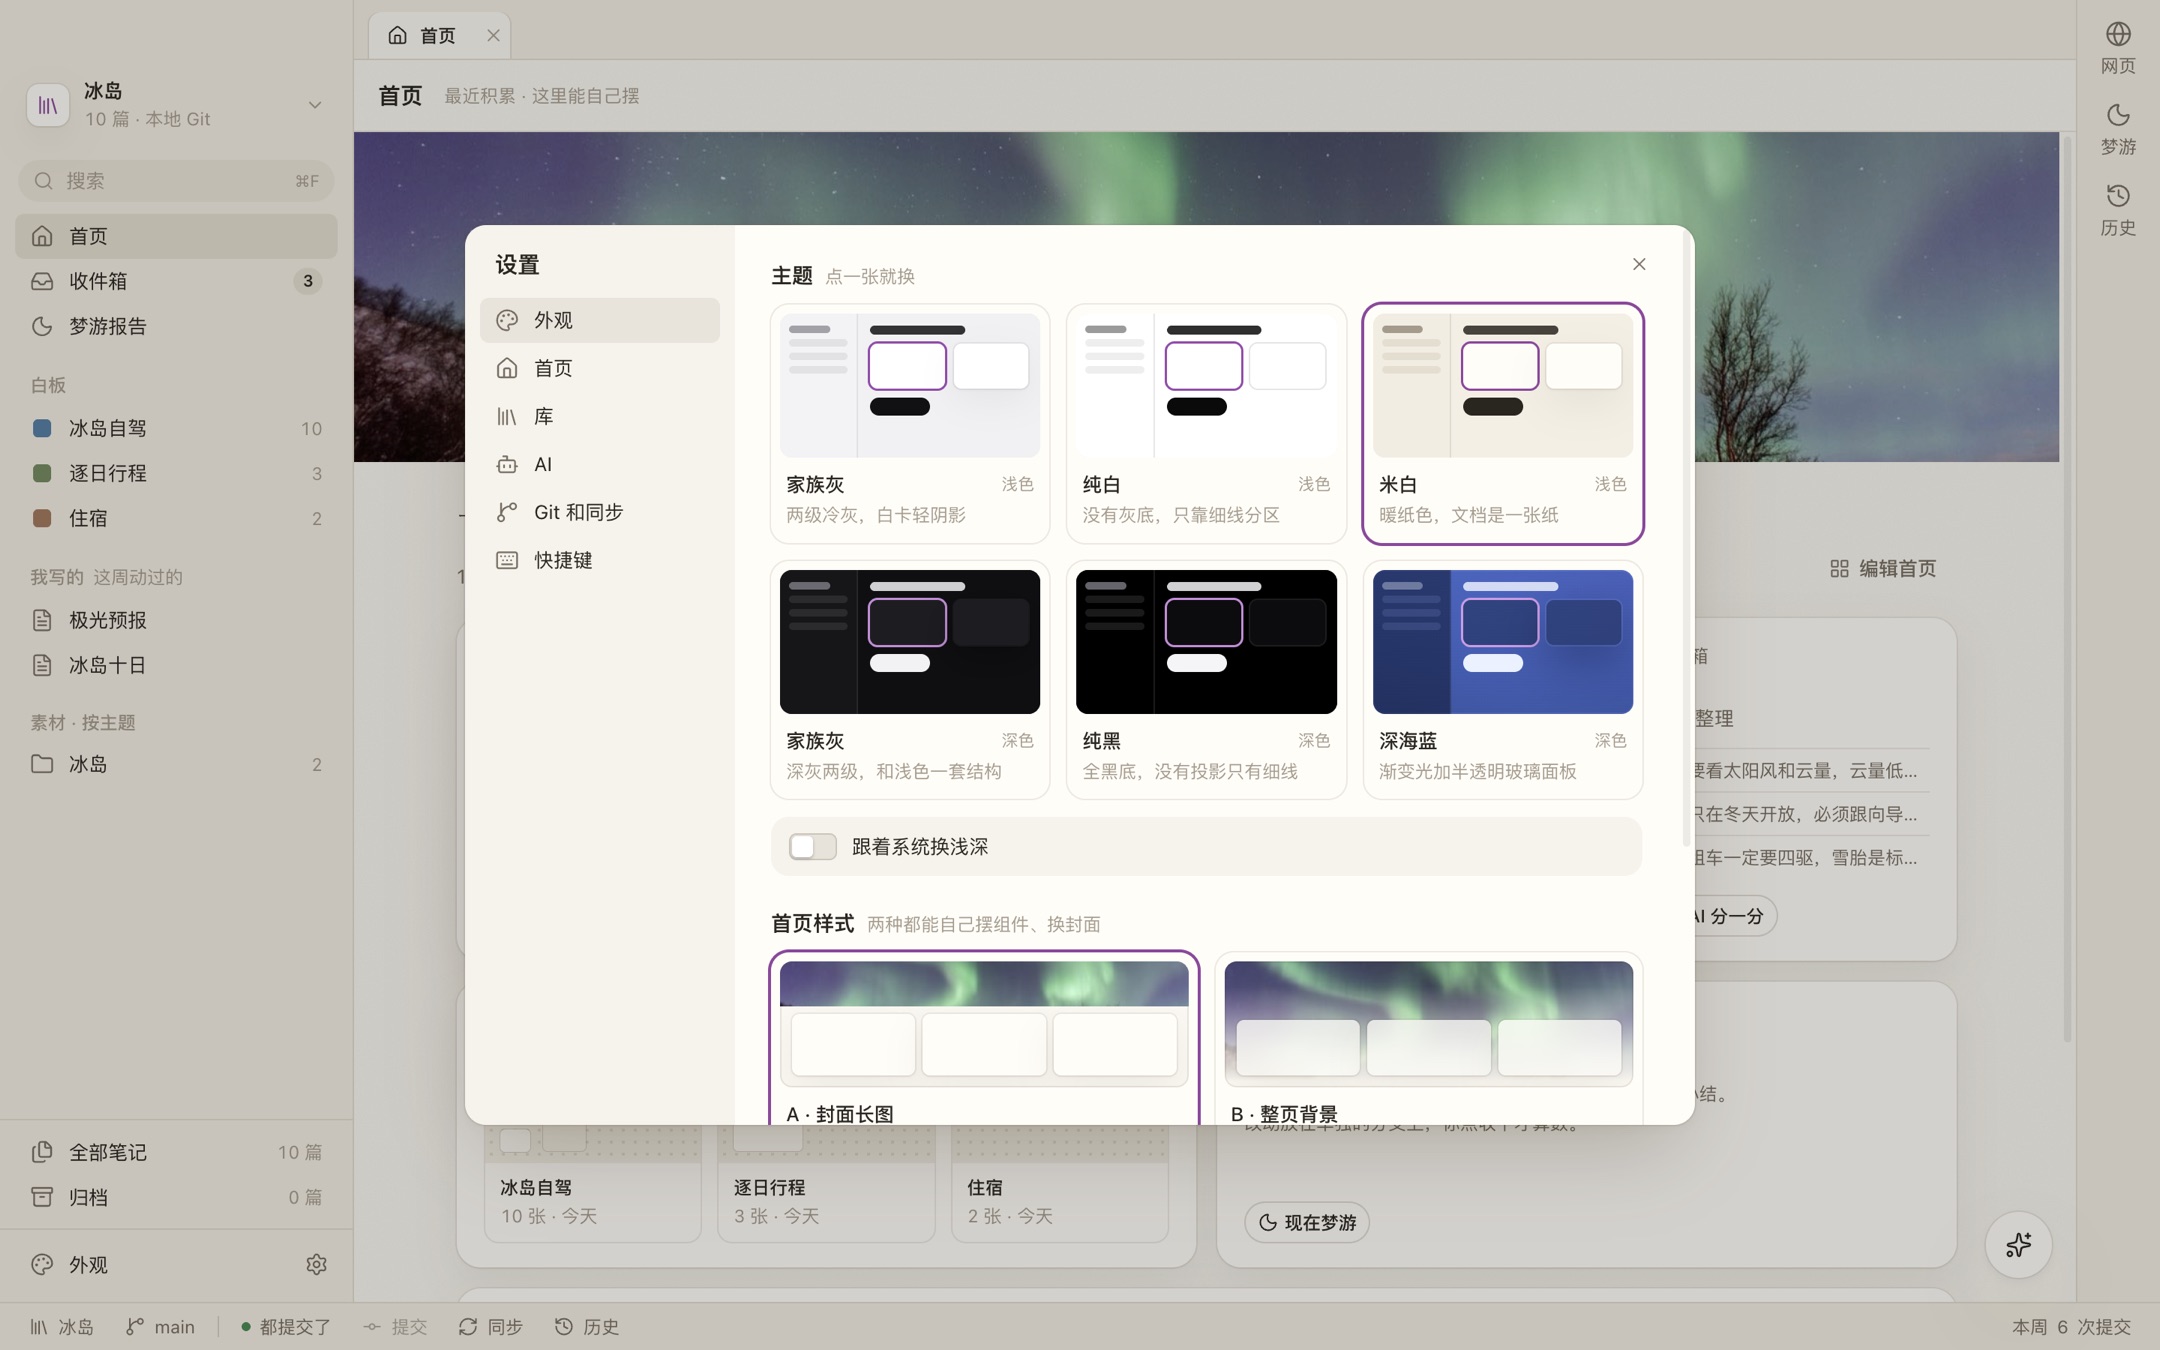 首页
冰岛
10 篇 · 本地 Git
搜索
⌘F
首页
收件箱
3
梦游报告
白板
冰岛自驾
10
逐日行程
3
住宿
2
我写的 这周动过的
极光预报
冰岛十日
素材 · 按主题
冰岛
2
全部笔记
10 篇
归档
0 篇
外观
首页 最近积累 · 这里能自己摆
网页
梦游
历史
设置
外观
首页
库
AI
Git 和同步
快捷键
主题 点一张就换
家族灰
浅色
两级冷灰，白卡轻阴影
纯白
浅色
没有灰底，只靠细线分区
米白
浅色
暖纸色，文档是一张纸
家族灰
深色
深灰两级，和浅色一套结构
纯黑
深色
全黑底，没有投影只有细线
深海蓝
深色
渐变光加半透明玻璃面板
跟着系统换浅深
首页样式 两种都能自己摆组件、换封面
A · 封面长图
B · 整页背景
编辑首页
箱
整理
要看太阳风和云量，云量低...
只在冬天开放，必须跟向导...
租车一定要四驱，雪胎是标...
AI 分一分
小结。
冰岛自驾
10 张 · 今天
逐日行程
3 张 · 今天
住宿
2 张 · 今天
现在梦游
冰岛
main
都提交了
提交
同步
历史
本周 6 次提交